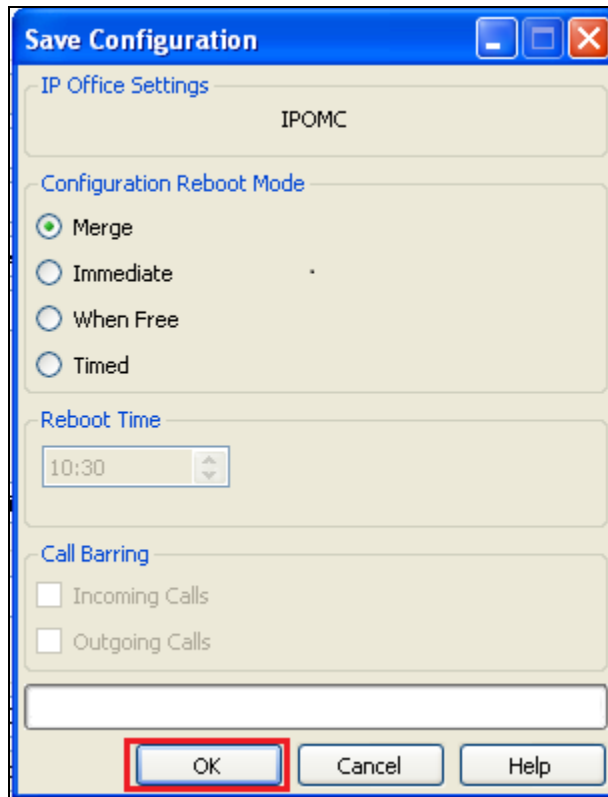 Save Configuration
IP Office Settings
IPOMC
Configuration Reboot Mode
Merge
Immediate
When Free
Timed
Reboot Time
10:30
Call Barring
Incoming Calls
Outgoing Calls
OK Cancel Help